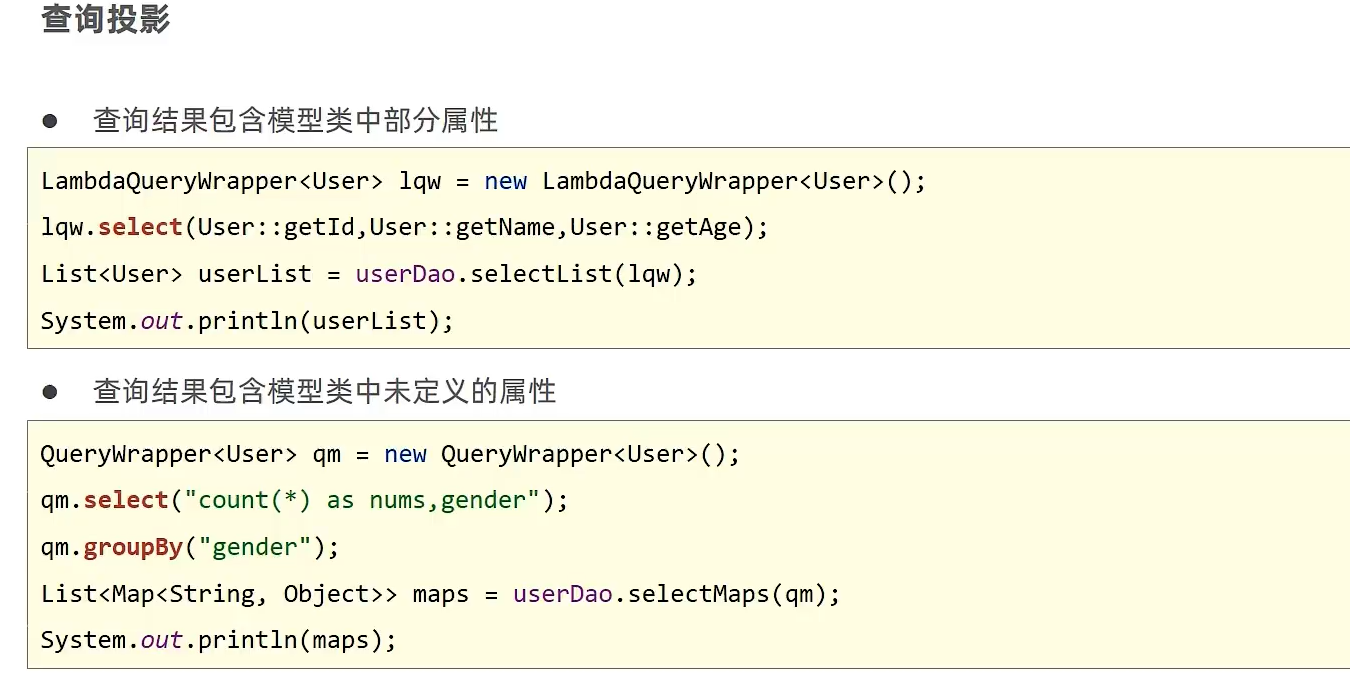 查询投影
● 查询结果包含模型类中部分属性
LambdaQueryWrapper<User> lqw = new LambdaQueryWrapper<User>();
lqw.select(User::getId,User::getName,User::getAge);
List<User> userList = userDao.selectList(lqw);
System.out.println(userList);
● 查询结果包含模型类中未定义的属性
QueryWrapper<User> qm = new QueryWrapper<User>();
qm.select("count(*) as nums,gender");
qm.groupBy("gender");
List<Map<String, Object>> maps = userDao.selectMaps(qm);
System.out.println(maps);